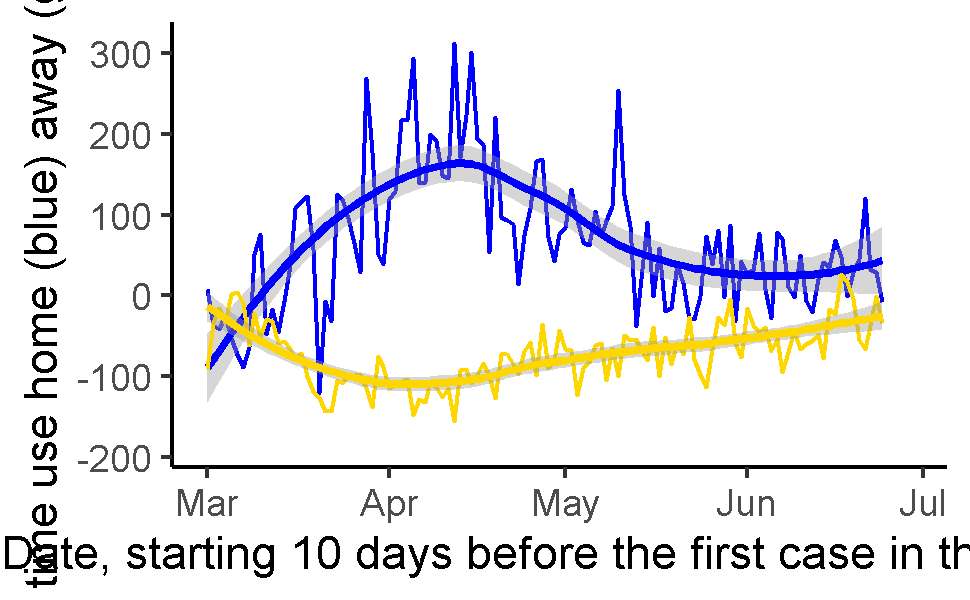 time use home (blue) away (
300
200
100
0
-100
-200
Mar Apr May Jun Jul
Date, starting 10 days before the first case in th